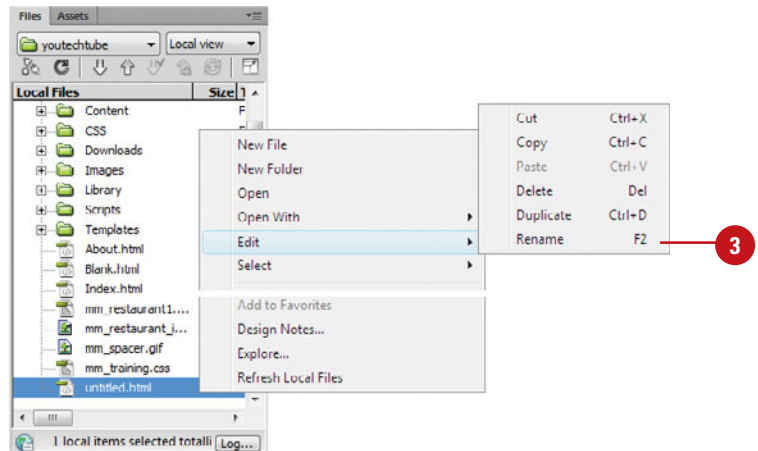 Files Assets
youtechtube Local view
Local Files Size T
Content F
CSS
Downloads
Images
Library
Scripts
Templates
About.html
Blank.html
Index.html
mm_restaurant1....
mm_restaurant_i...
mm_spacer.gif
mm_training.css
untitled.html
1 local items selected totalli Log...
New File
New Folder
Open
Open With
Edit
Select
Add to Favorites
Design Notes...
Explore...
Refresh Local Files
Cut Ctrl+X
Copy Ctrl+C
Paste Ctrl+V
Delete Del
Duplicate Ctrl+D
Rename F2
3